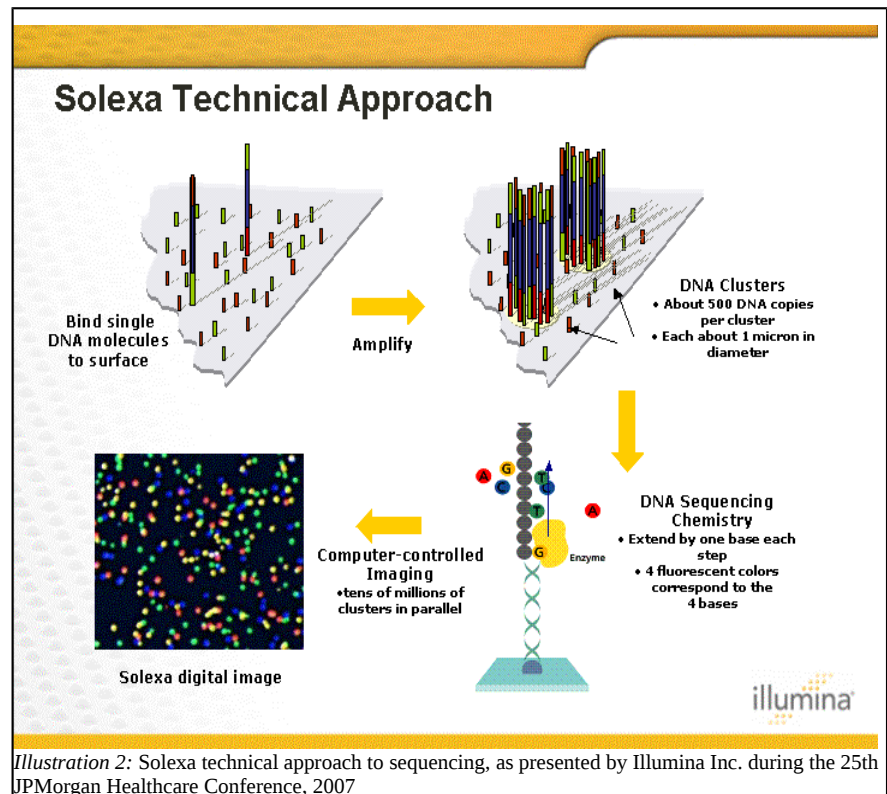 Solexa Technical Approach
Bind single
DNA molecules
to surface
Amplify
DNA Clusters
• About 500 DNA copies
per cluster
• Each about 1 micron in
diameter
DNA Sequencing
Chemistry
• Extend by one base each
step
• 4 fluorescent colors
correspond to the
4 bases
A
G
C
T
C
T
A
G
Enzyme
Computer-controlled
Imaging
•tens of millions of
clusters in parallel
Solexa digital image
illumina
Illustration 2: Solexa technical approach to sequencing, as presented by Illumina Inc. during the 25th
JPMorgan Healthcare Conference, 2007